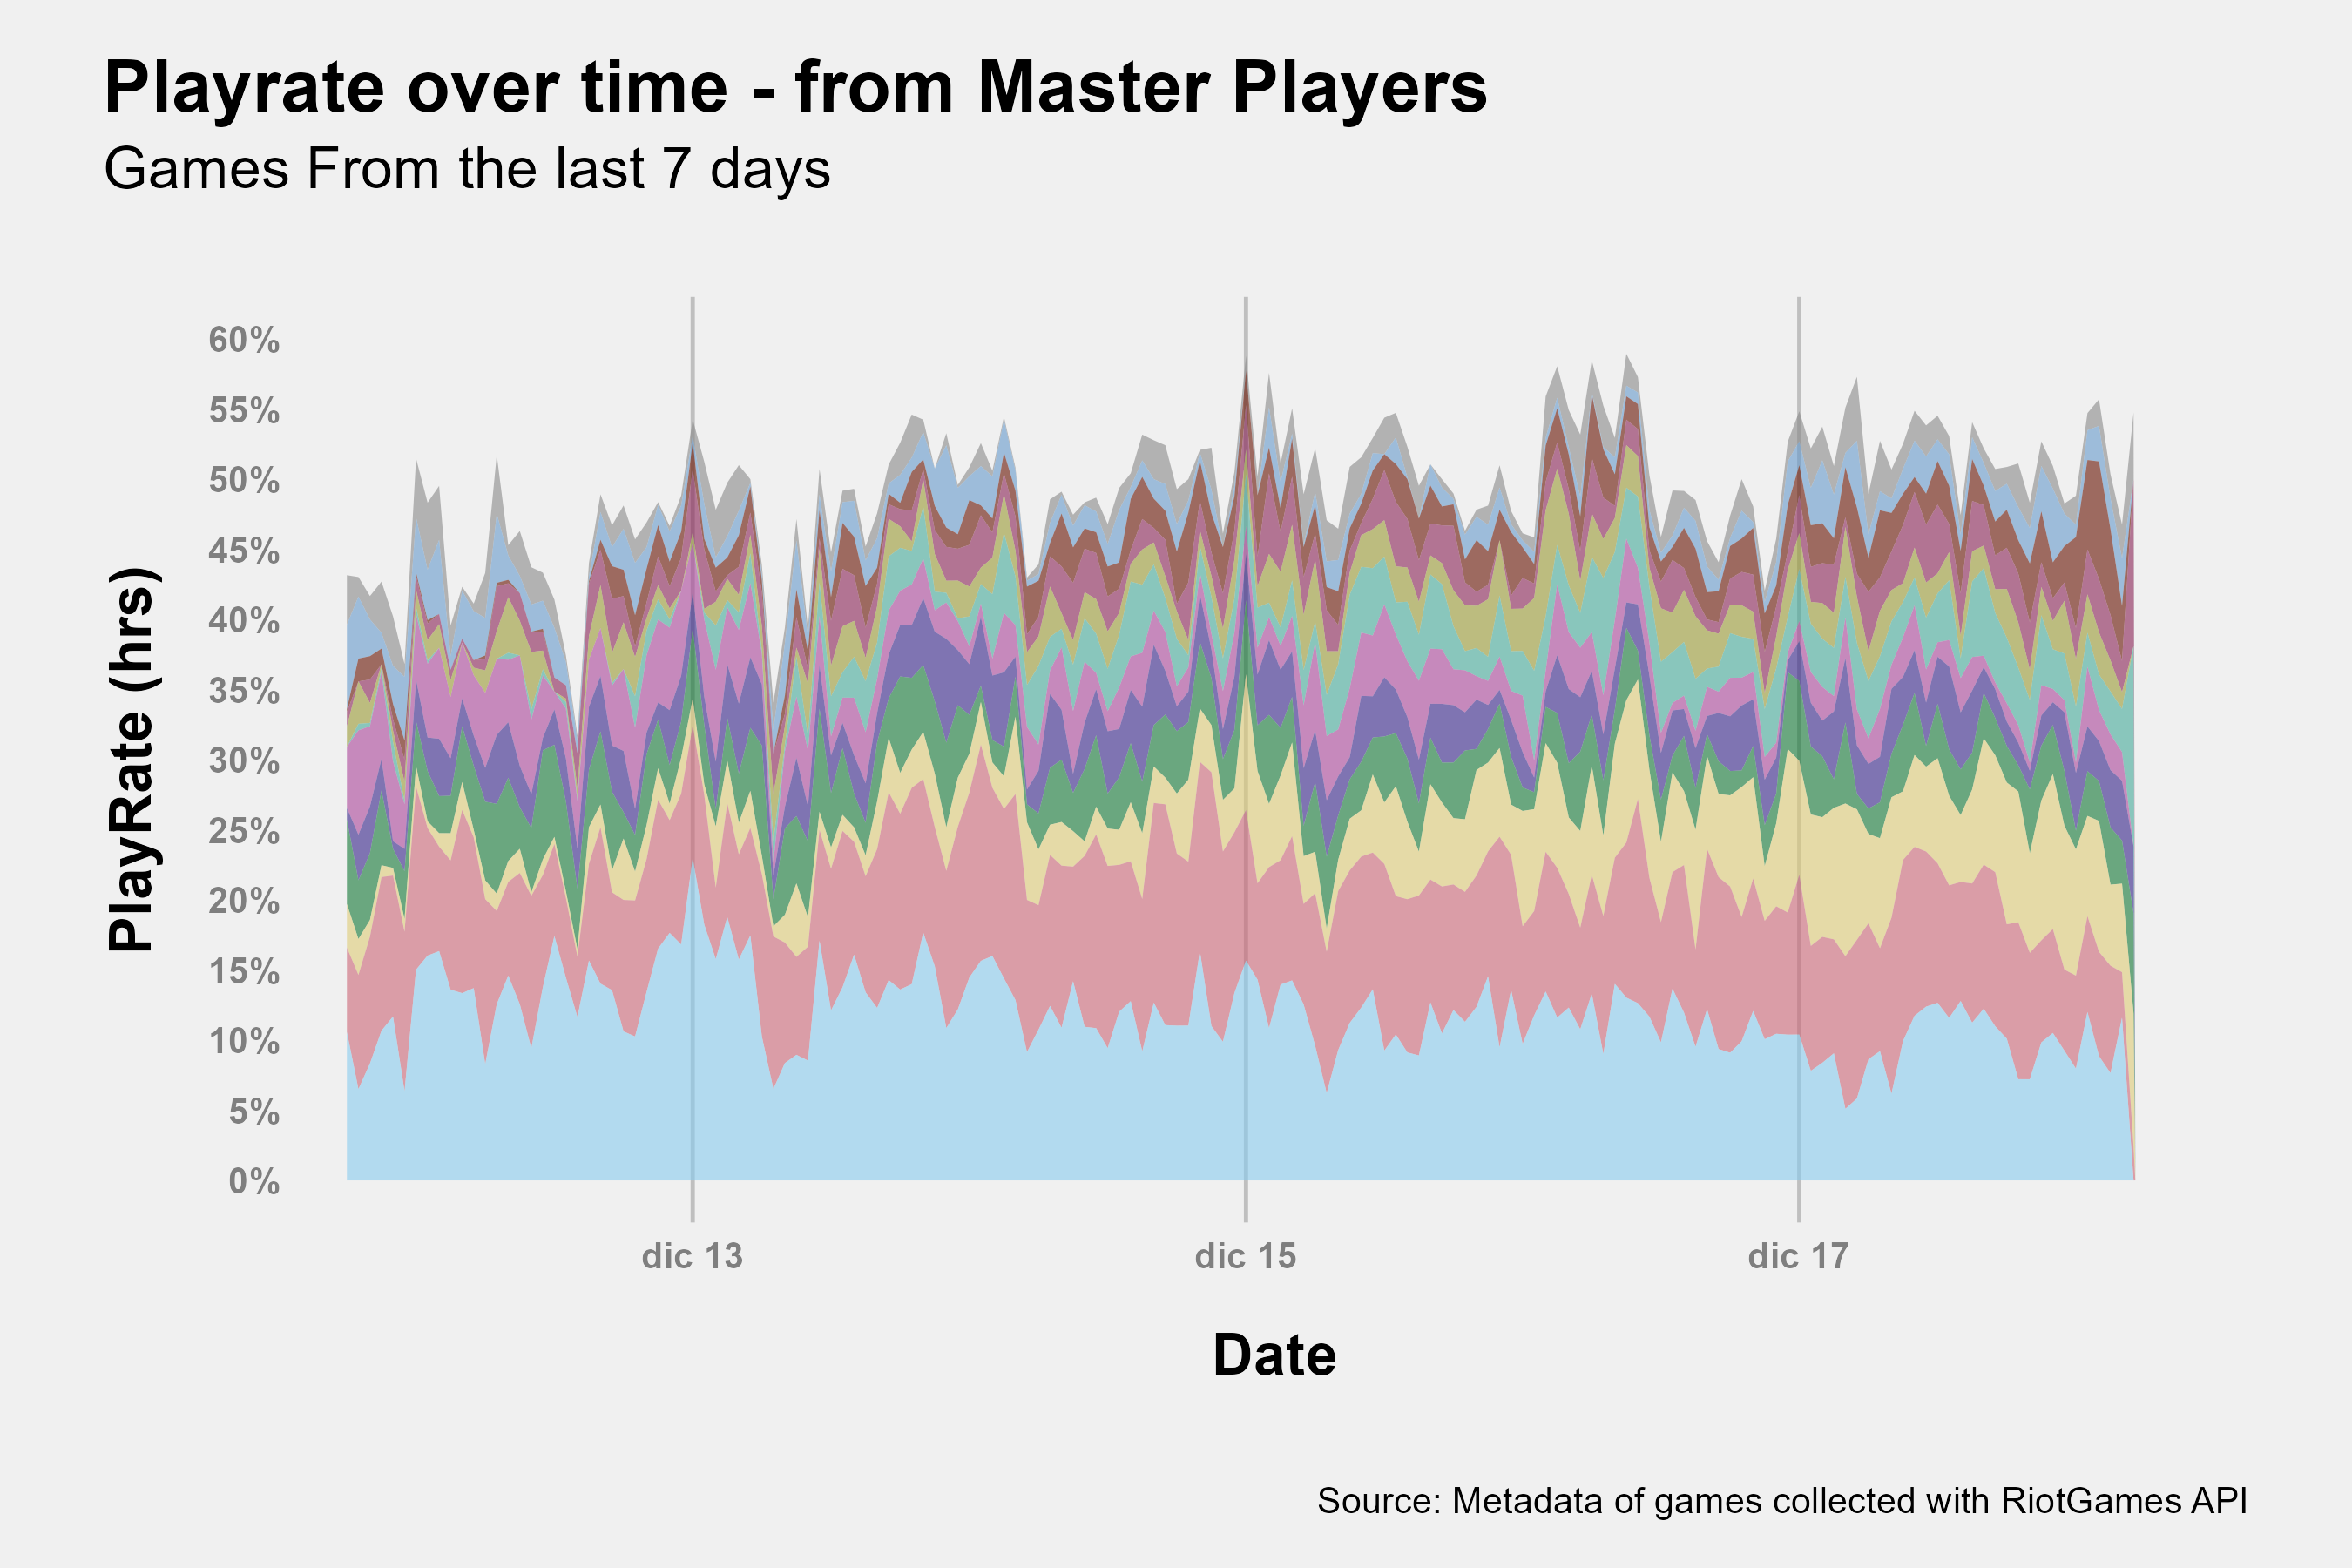 Playrate over time - from Master Players
Games From the last 7 days
PlayRate (hrs)
60%
55%
50%
45%
40%
35%
30%
25%
20%
15%
10%
5%
0%
dic 13
dic 15
dic 17
Date
Source: Metadata of games collected with RiotGames API